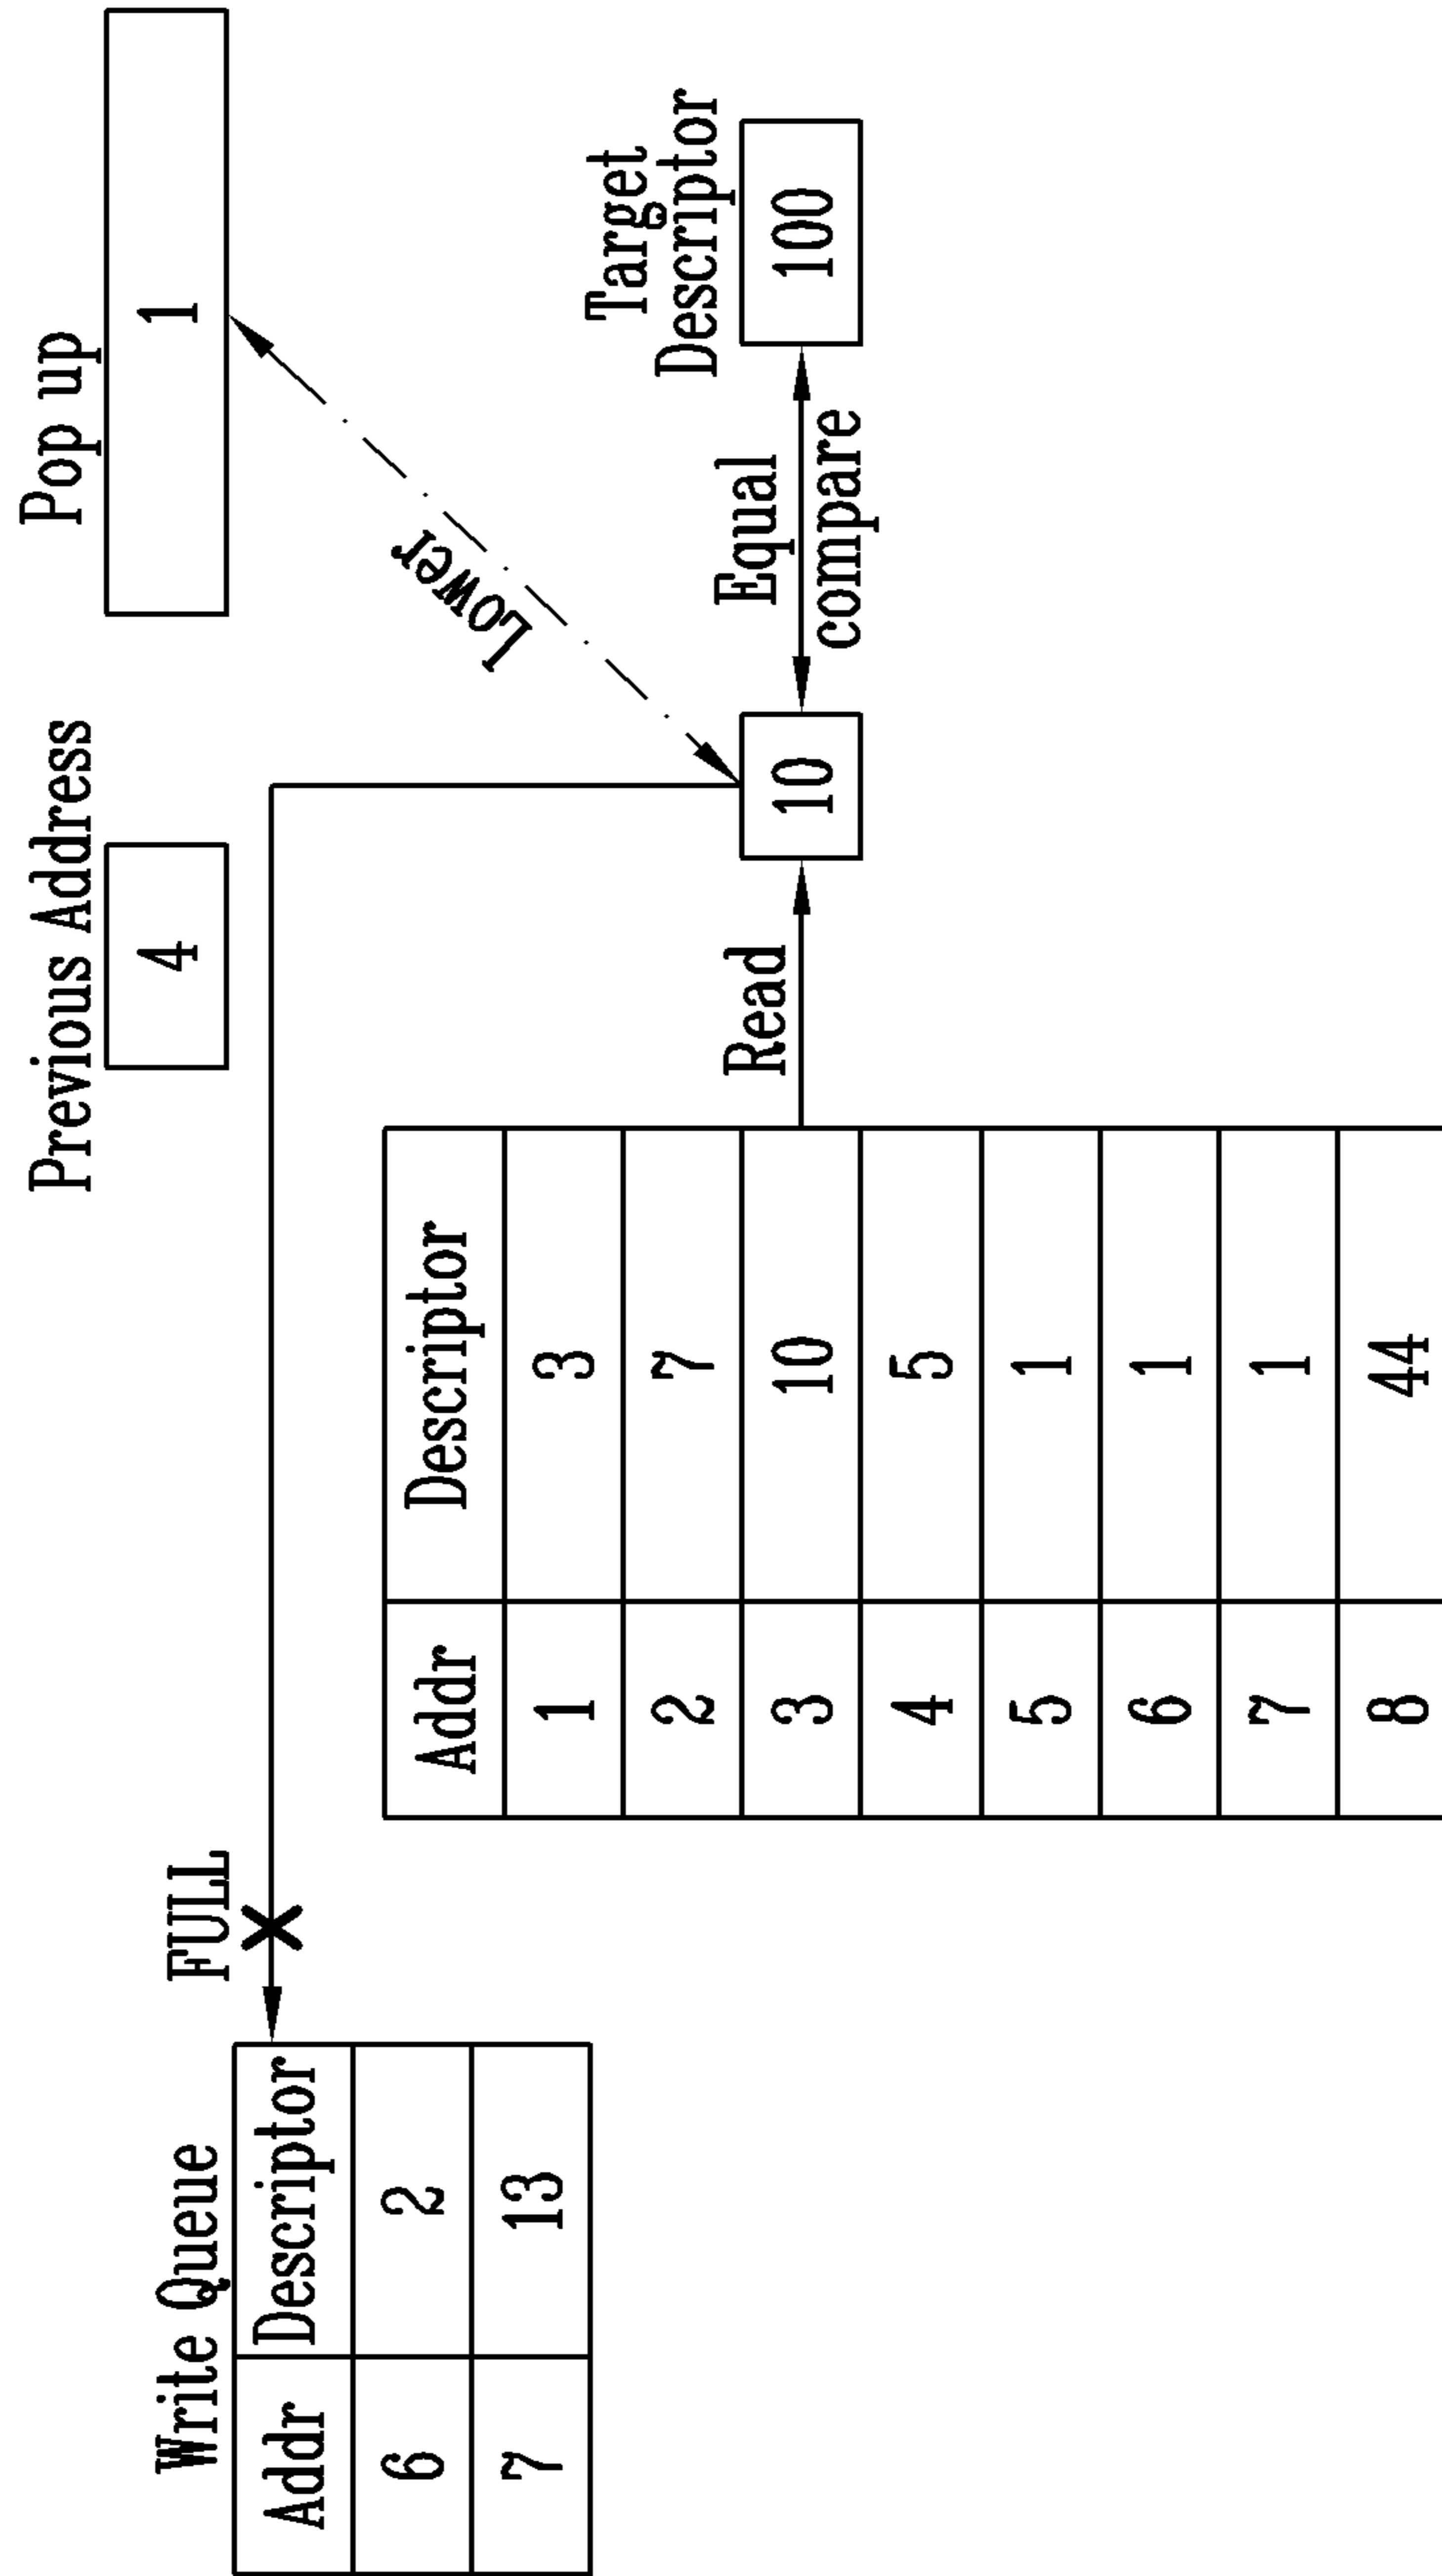 Write Queue
Addr Descriptor
6 2
7 13
FULL
Previous Address
4
Pop up
1
Lower
Addr Descriptor
1 3
2 7
3 10
4 5
5 1
6 1
7 1
8 44
Read
10
Equal
compare
Target
Descriptor
100